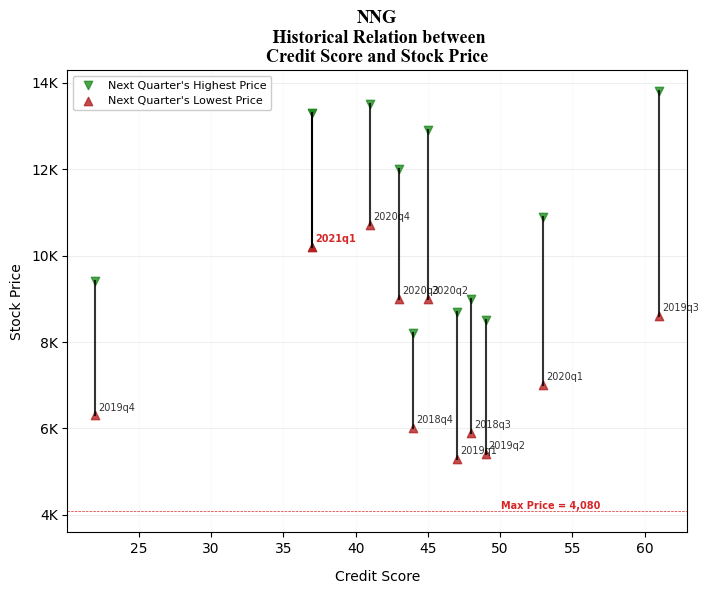 NNG
Historical Relation between
Credit Score and Stock Price
Next Quarter's Highest Price
Next Quarter's Lowest Price
14K
12K
10K
8K
6K
4K
Stock Price
2021q1
2020q4
2020q3
2020q2
2019q3
2020q1
2019q4
2018q4
2018q3
2019q1
2019q2
Max Price = 4,080
25 30 35 40 45 50 55 60
Credit Score